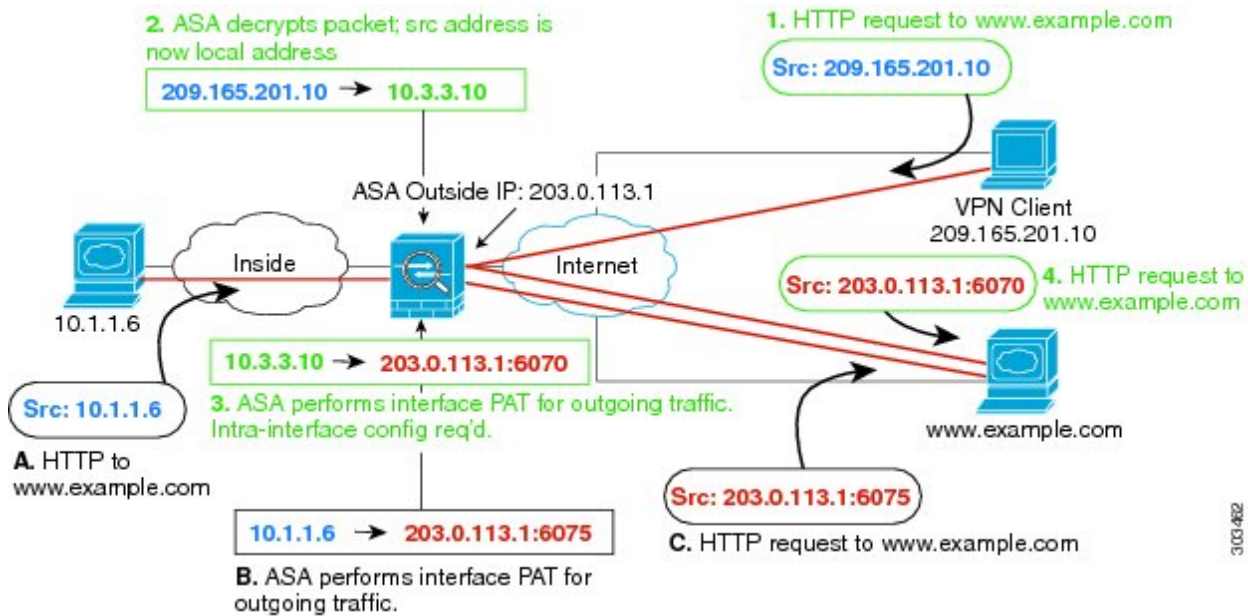 2. ASA decrypts packet; src address is
now local address
209.165.201.10 → 10.3.3.10
1. HTTP request to www.example.com
Src: 209.165.201.10
ASA Outside IP: 203.0.113.1
VPN Client
209.165.201.10
Inside
Internet
10.1.1.6
Src: 203.0.113.1:6070
4. HTTP request to
www.example.com
10.3.3.10 → 203.0.113.1:6070
3. ASA performs interface PAT for outgoing traffic.
Intra-interface config req'd.
Src: 10.1.1.6
A. HTTP to
www.example.com
www.example.com
Src: 203.0.113.1:6075
C. HTTP request to www.example.com
10.1.1.6 → 203.0.113.1:6075
B. ASA performs interface PAT for
outgoing traffic.
303462